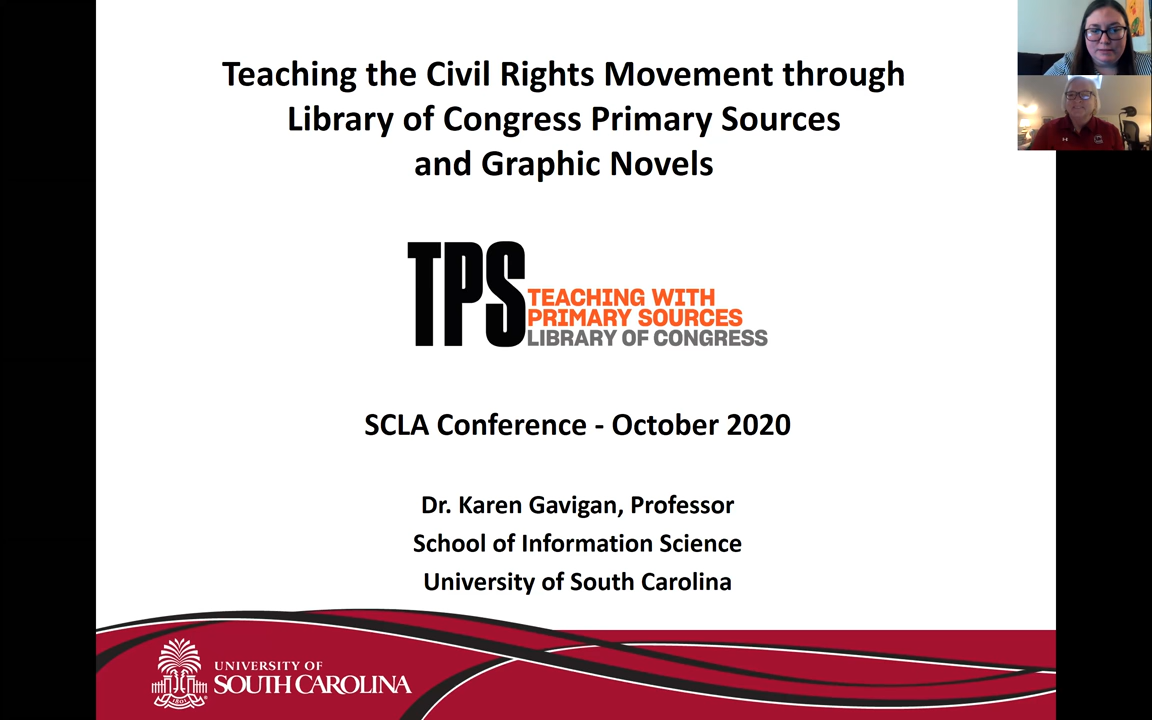 Teaching the Civil Rights Movement through
Library of Congress Primary Sources
and Graphic Novels
TPS
TEACHING WITH
PRIMARY SOURCES
LIBRARY OF CONGRESS
SCLA Conference - October 2020
Dr. Karen Gavigan, Professor
School of Information Science
University of South Carolina
UNIVERSITY OF
SOUTH CAROLINA